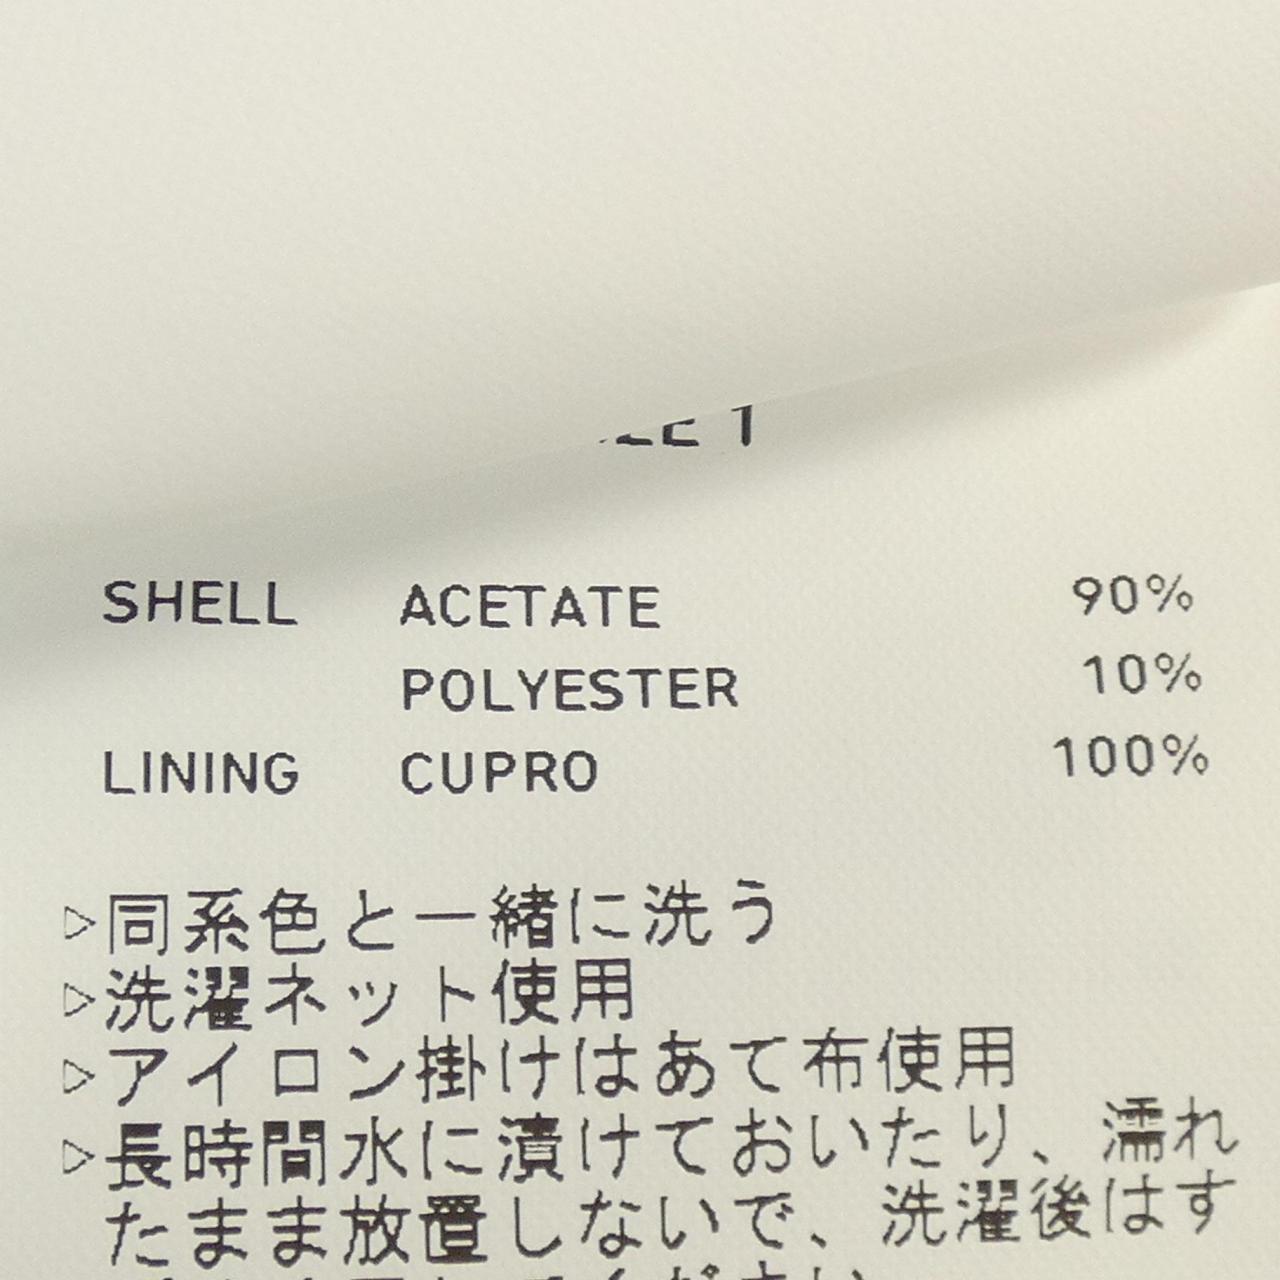 SHELL ACETATE 90%
POLYESTER 10%
LINING CUPRO 100%
▷同系色と一緒に洗う
▷洗濯ネット使用
▷アイロン掛けはあて布使用
▷長時間水に漬けておいたり、濡れ
たまま放置しないで、洗濯後はす